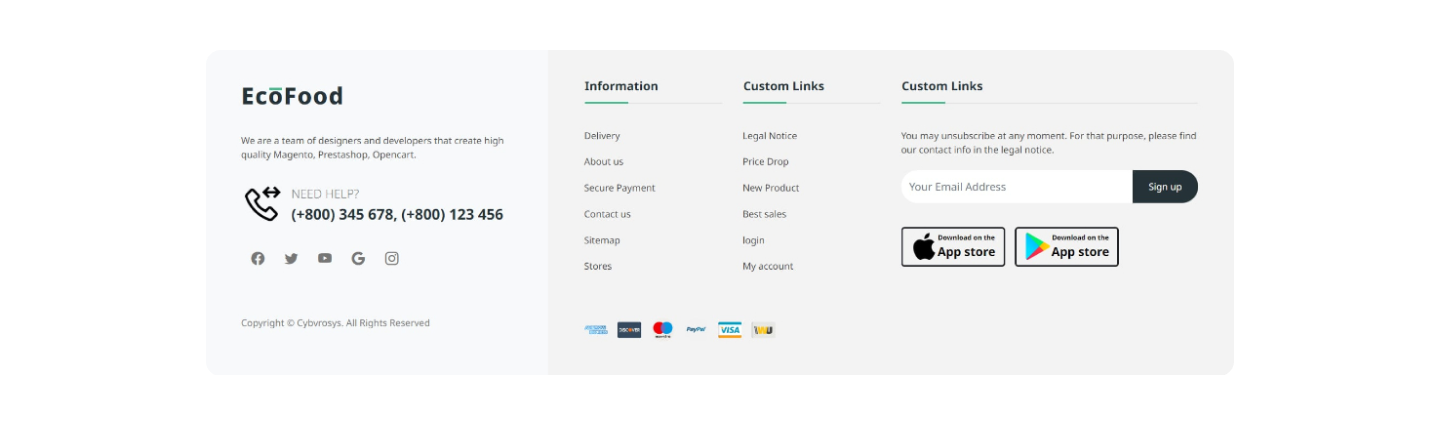 EcoFood
We are a team of designers and developers that create high
quality Magento, Prestashop, Opencart.
NEED HELP?
(+800) 345 678, (+800) 123 456
Copyright © Cybvrosys. All Rights Reserved
Information
Delivery
About us
Secure Payment
Contact us
Sitemap
Stores
Custom Links
Legal Notice
Price Drop
New Product
Best sales
login
My account
Custom Links
You may unsubscribe at any moment. For that purpose, please find
our contact info in the legal notice.
Your Email Address
Sign up
Download on the
App store
Download on the
App store
DISCOVER
PayPal
VISA
WU